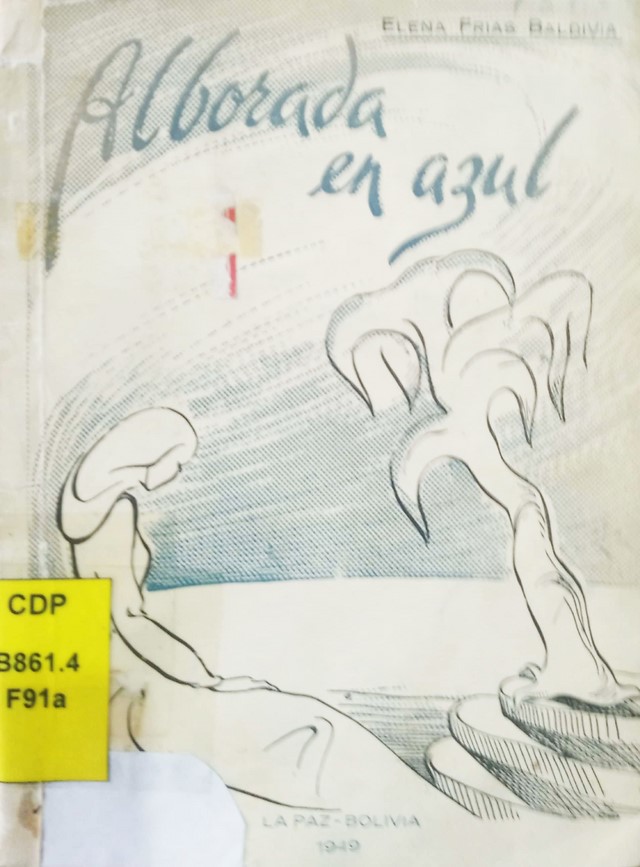 ELENA FRIAS BALDIVIA
Alborada
en azul
CDP
B861.4
F91a
LA PAZ-BOLIVIA
1949